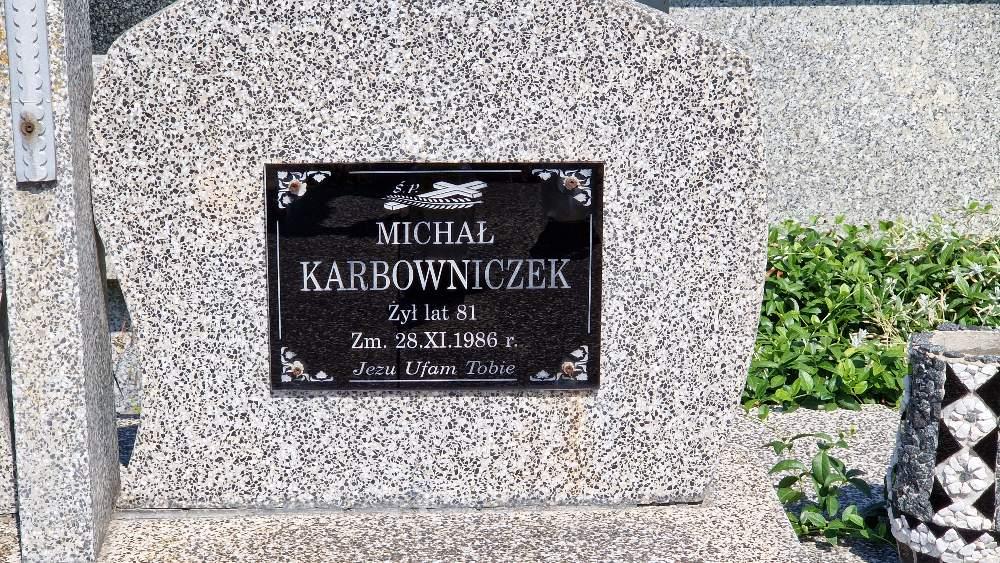 Ś.P.
MICHAŁ
KARBOWNICZEK
Żył lat 81
Zm. 28.XI.1986 r.
Jezu Ufam Tobie